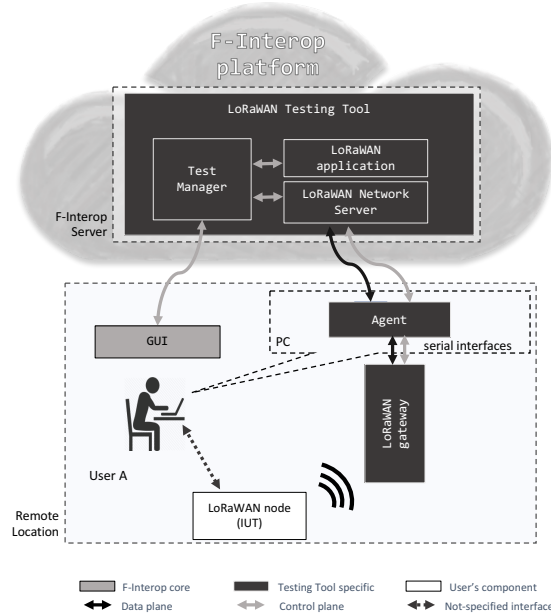 F-Interop
platform
LoRaWAN Testing Tool
Test
Manager
LoRaWAN
application
LoRaWAN Network
Server
F-Interop
Server
GUI
PC
Agent
serial interfaces
LoRaWAN
gateway
User A
LoRaWAN node
(IUT)
Remote
Location
F-Interop core
Testing Tool specific
User's component
Data plane
Control plane
Not-specified interface